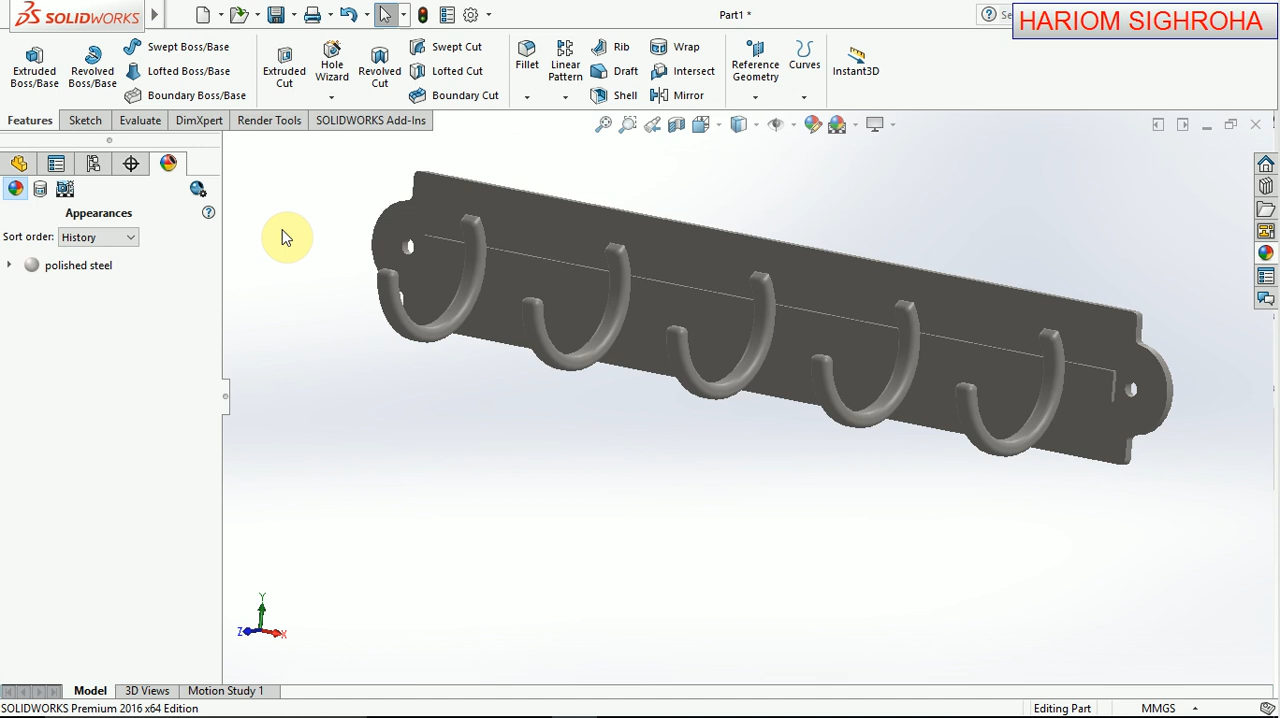 SOLIDWORKS
Part1 *
HARIOM SIGHROHA
Extruded Boss/Base
Revolved Boss/Base
Swept Boss/Base
Lofted Boss/Base
Boundary Boss/Base
Extruded Cut
Hole Wizard
Revolved Cut
Swept Cut
Lofted Cut
Boundary Cut
Fillet
Linear Pattern
Rib
Draft
Shell
Wrap
Intersect
Mirror
Reference Geometry
Curves
Instant3D
Features
Sketch
Evaluate
DimXpert
Render Tools
SOLIDWORKS Add-Ins
Appearances
Sort order: History
polished steel
Y
Z
X
Model
3D Views
Motion Study 1
SOLIDWORKS Premium 2016 x64 Edition
Editing Part
MMGS